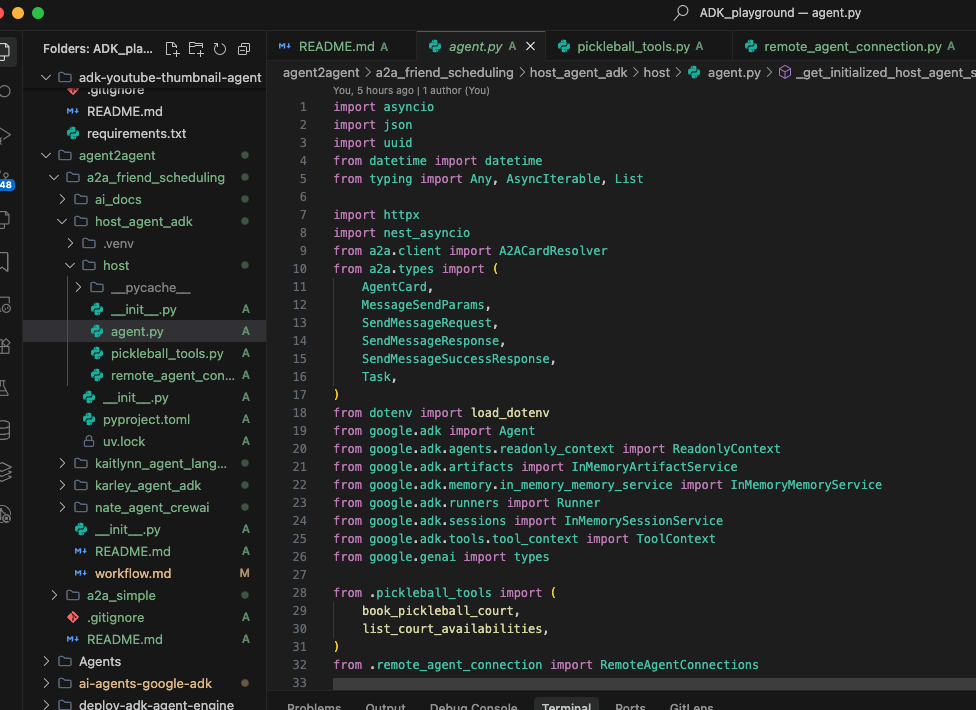 ADK_playground — agent.py
Folders: ADK_pla...
adk-youtube-thumbnail-agent
.gitignore
README.md
requirements.txt
agent2agent
a2a_friend_scheduling
ai_docs
host_agent_adk
.venv
host
__pycache__
__init__.py A
agent.py A
pickleball_tools.py A
remote_agent_con... A
__init__.py A
pyproject.toml A
uv.lock A
kaitlynn_agent_lang...
karley_agent_adk
nate_agent_crewai
__init__.py A
README.md A
workflow.md M
a2a_simple
.gitignore A
README.md A
Agents
ai-agents-google-adk
deploy-adk-agent-engine
48
README.md A
agent.py A
pickleball_tools.py A
remote_agent_connection.py A
agent2agent > a2a_friend_scheduling > host_agent_adk > host > agent.py > _get_initialized_host_agent_s
You, 5 hours ago | 1 author (You)
1 import asyncio
2 import json
3 import uuid
4 from datetime import datetime
5 from typing import Any, AsyncIterable, List
6
7 import httpx
8 import nest_asyncio
9 from a2a.client import A2ACardResolver
10 from a2a.types import (
11 AgentCard,
12 MessageSendParams,
13 SendMessageRequest,
14 SendMessageResponse,
15 SendMessageSuccessResponse,
16 Task,
17 )
18 from dotenv import load_dotenv
19 from google.adk import Agent
20 from google.adk.agents.readonly_context import ReadonlyContext
21 from google.adk.artifacts import InMemoryArtifactService
22 from google.adk.memory.in_memory_memory_service import InMemoryMemoryService
23 from google.adk.runners import Runner
24 from google.adk.sessions import InMemorySessionService
25 from google.adk.tools.tool_context import ToolContext
26 from google.genai import types
27
28 from .pickleball_tools import (
29 book_pickleball_court,
30 list_court_availabilities,
31 )
32 from .remote_agent_connection import RemoteAgentConnections
33
Problems Output Debug Console Terminal Ports GitLens